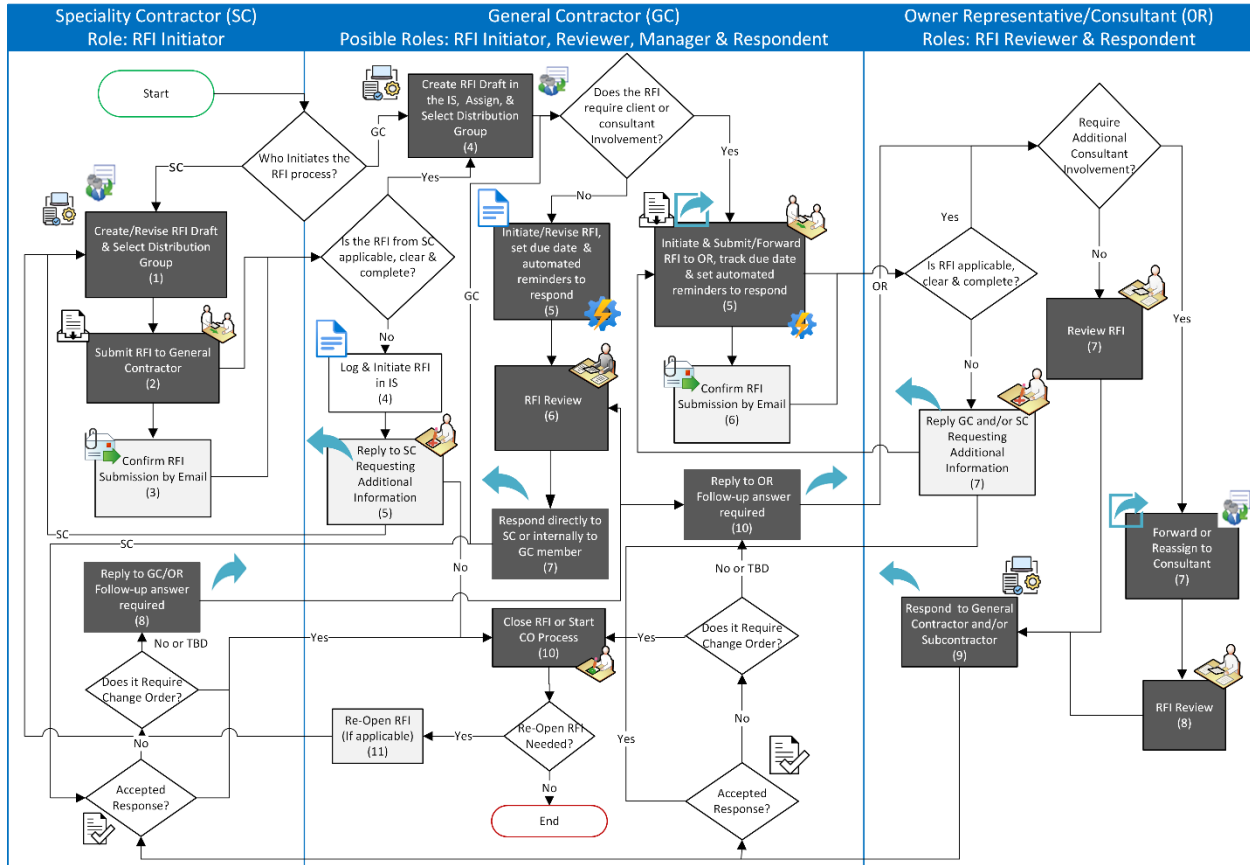 Speciality Contractor (SC)
Role: RFI Initiator
General Contractor (GC)
Posible Roles: RFI Initiator, Reviewer, Manager & Respondent
Owner Representative/Consultant (0R)
Roles: RFI Reviewer & Respondent
Start
Who Initiates the
RFI process?
SC
GC
Create/Revise RFI Draft
& Select Distribution
Group
(1)
Submit RFI to General
Contractor
(2)
Confirm RFI
Submission by Email
(3)
Create RFI Draft in
the IS, Assign, &
Select Distribution
Group
(4)
Yes
Is the RFI from SC
applicable, clear &
complete?
No
Log & Initiate RFI
in IS
(4)
Reply to SC
Requesting
Additional
Information
(5)
SC
No
Does the RFI
require client or
consultant
Involvement?
Yes
No
Initiate/Revise RFI,
set due date &
automated
reminders to
respond
(5)
GC
RFI Review
(6)
Respond directly to
SC or internally to
GC member
(7)
SC
Initiate & Submit/Forward
RFI to OR, track due date
& set automated
reminders to respond
(5)
Confirm RFI
Submission by Email
(6)
OR
Yes
Is RFI applicable,
clear & complete?
No
Reply GC and/or SC
Requesting
Additional
Information
(7)
Require
Additional
Consultant
Involvement?
No
Yes
Review RFI
(7)
Forward or
Reassign to
Consultant
(7)
RFI Review
(8)
Respond to General
Contractor and/or
Subcontractor
(9)
Reply to OR
Follow-up answer
required
(10)
No or TBD
Does it Require
Change Order?
Yes
No
Accepted
Response?
Yes
Reply to GC/OR
Follow-up answer
required
(8)
No or TBD
Does it Require
Change Order?
Yes
No
Accepted
Response?
Close RFI or Start
CO Process
(10)
Re-Open RFI
Needed?
Yes
Re-Open RFI
(If applicable)
(11)
No
End